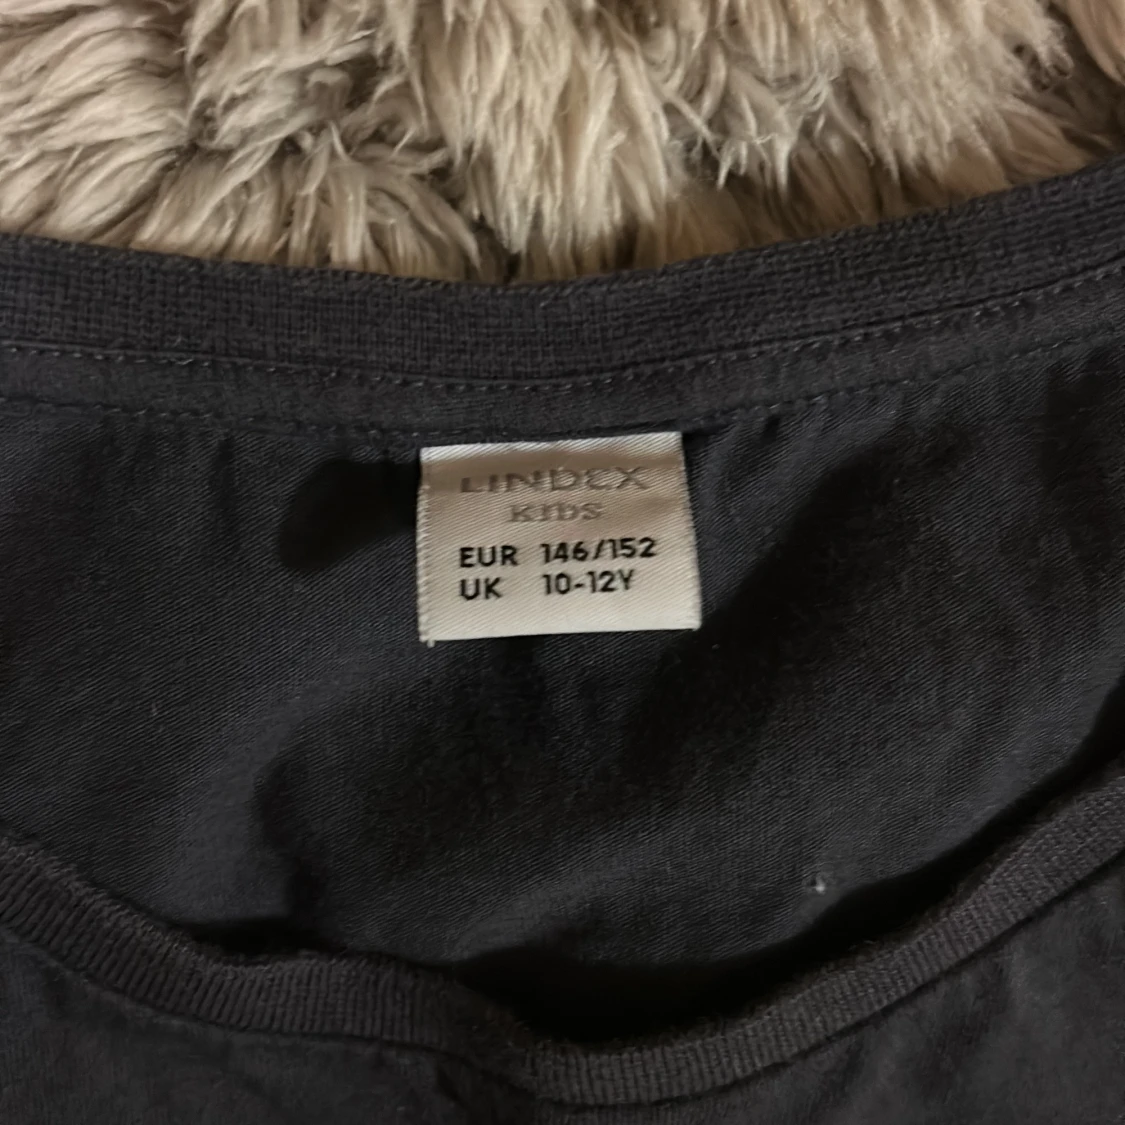 LINDEX
KIDS
EUR 146/152
UK 10-12Y